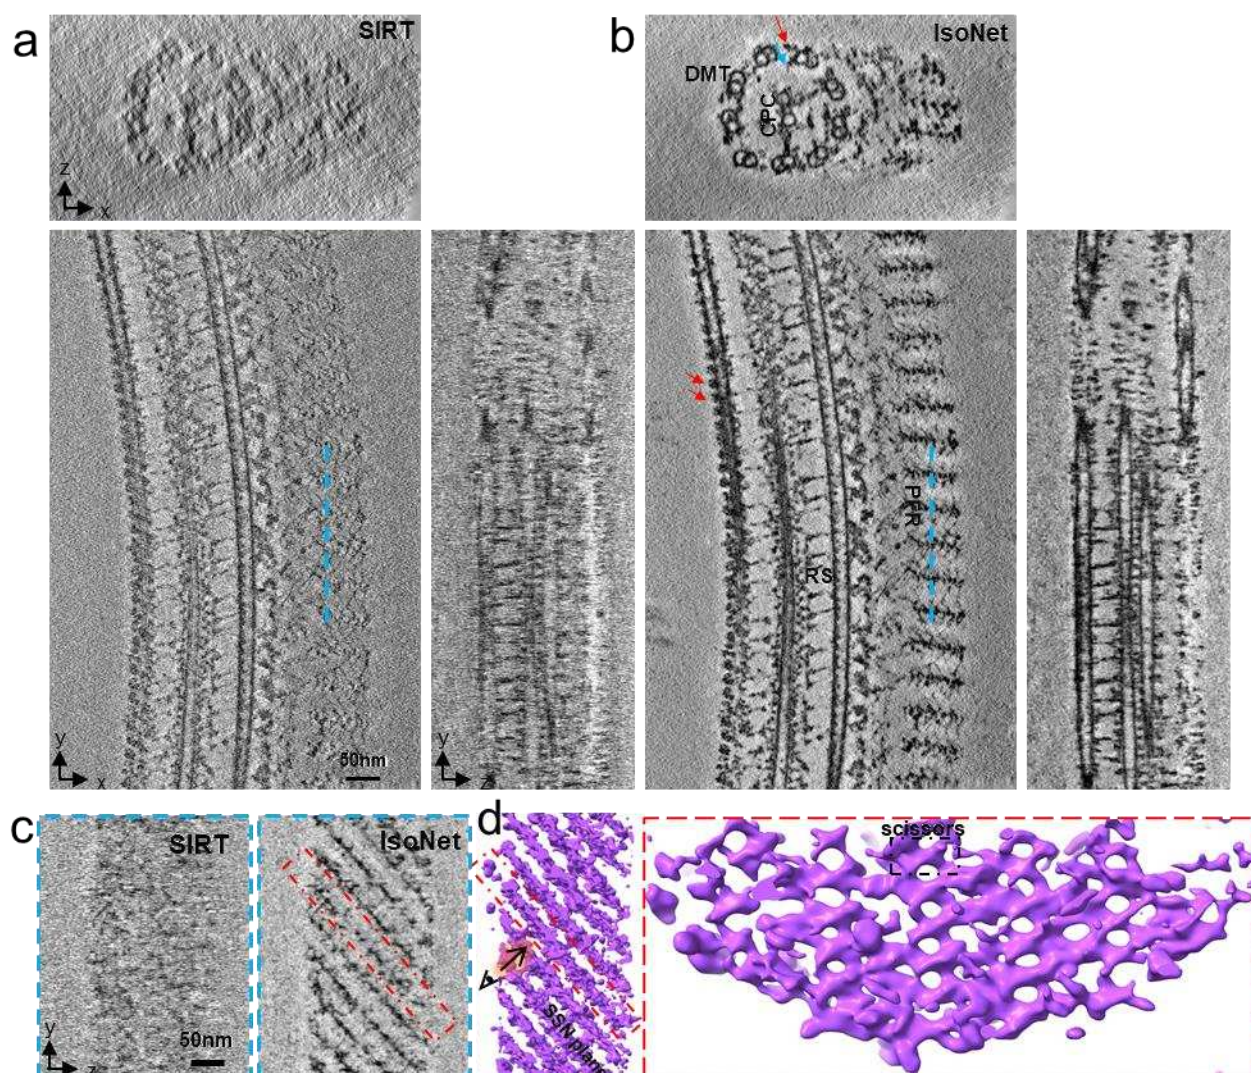 a
SIRT
z
x
b
IsoNet
DMT
CPC
PFR
RS
y
x
50nm
y
z
c
SIRT
y
z
50nm
IsoNet
d
SSN plane
scissors